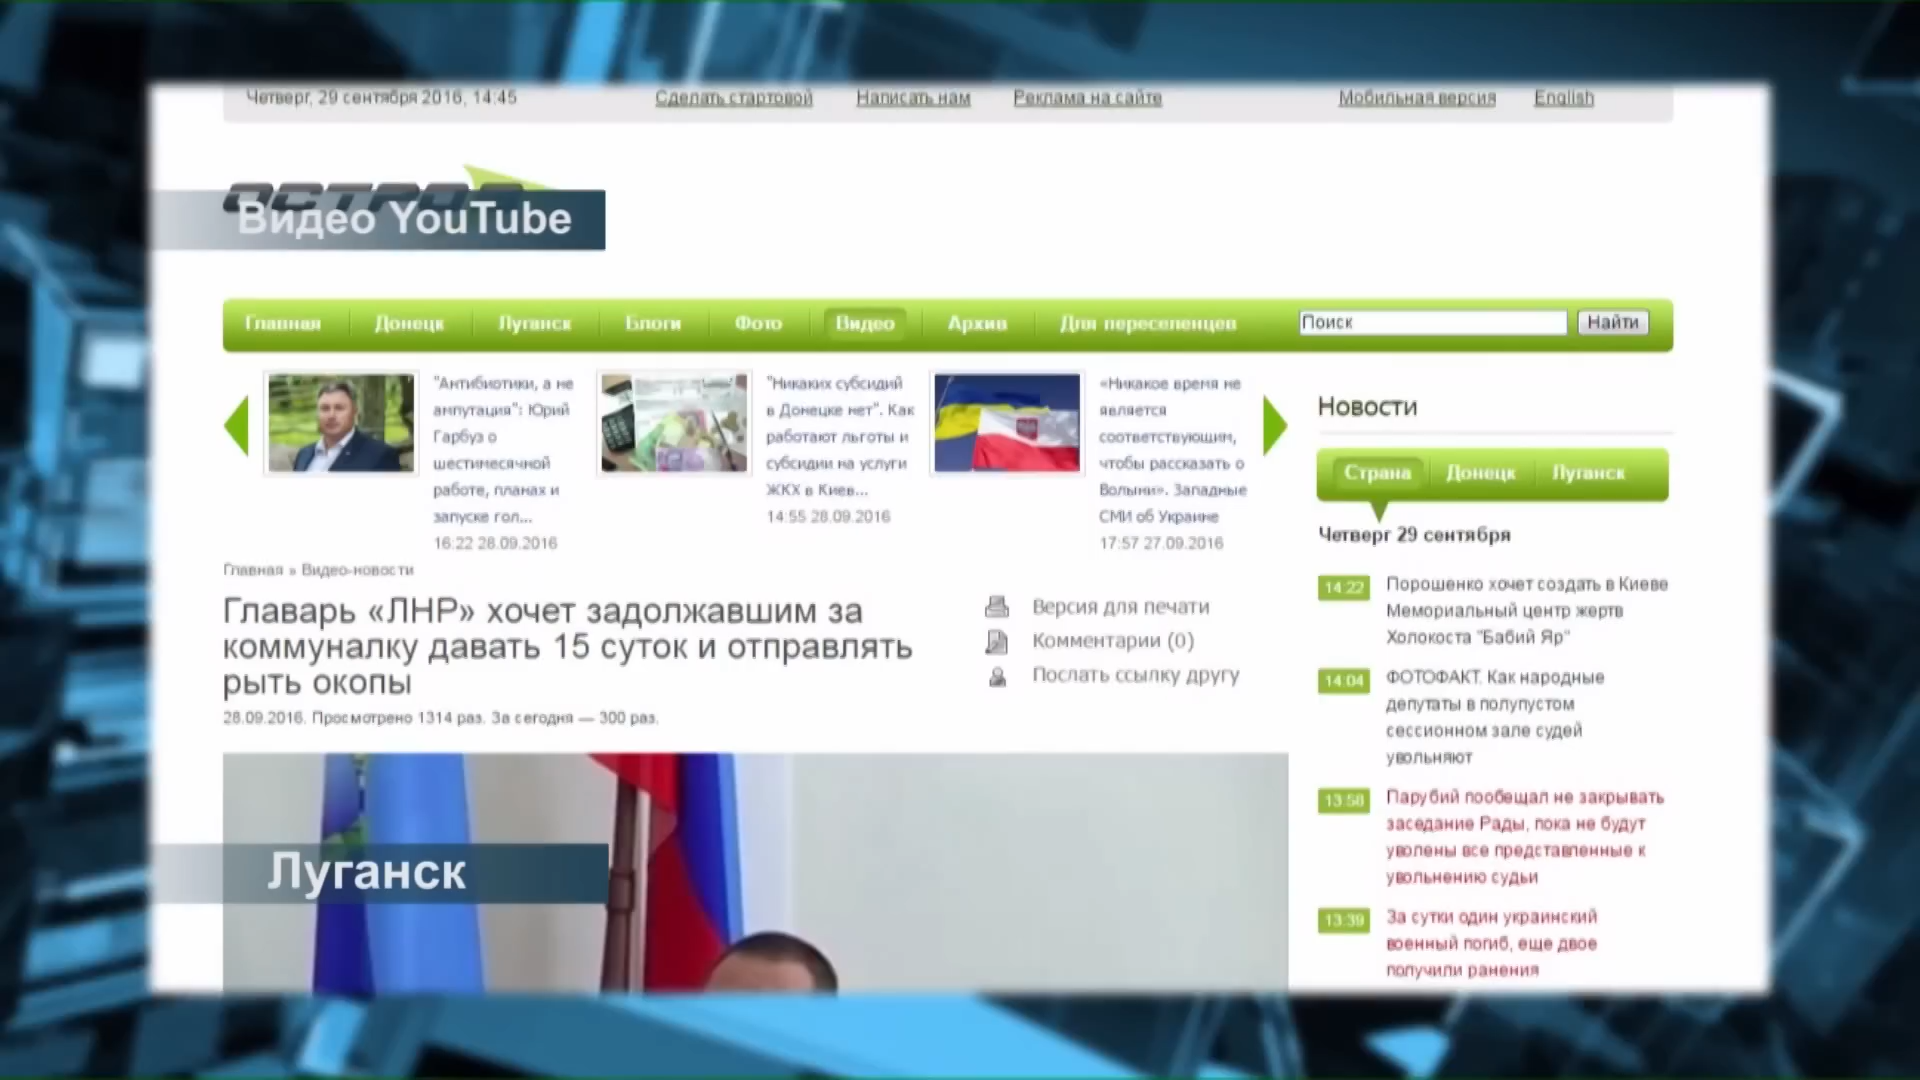 Четверг, 29 сентября 2016, 14:45
Сделать стартовой
Написать нам
Реклама на сайте
Мобильная версия
English
Видео YouTube
Главная
Донецк
Луганск
Блоги
Фото
Видео
Архив
Для переселенцев
Поиск
Найти
"Антибиотики, а не
ампутация": Юрий
Гарбуз о
шестимесячной
работе, планах и
запуске гол...
16:22 28.09.2016
"Никаких субсидий
в Донецке нет". Как
работают льготы и
субсидии на услуги
ЖКХ в Киев...
14:55 28.09.2016
«Никакое время не
является
соответствующим,
чтобы рассказать о
Волыни». Западные
СМИ об Украине
17:57 27.09.2016
Новости
Страна
Донецк
Луганск
Четверг 29 сентября
14:22
Порошенко хочет создать в Киеве
Мемориальный центр жертв
Холокоста "Бабий Яр"
14:04
ФОТОФАКТ. Как народные
депутаты в полупустом
сессионном зале судей
увольняют
13:58
Парубий пообещал не закрывать
заседание Рады, пока не будут
уволены все представленные к
увольнению судьи
13:39
За сутки один украинский
военный погиб, еще двое
получили ранения
Главная » Видео-новости
Главарь «ЛНР» хочет задолжавшим за
коммуналку давать 15 суток и отправлять
рыть окопы
28.09.2016. Просмотрено 1314 раз. За сегодня — 300 раз.
Версия для печати
Комментарии (0)
Послать ссылку другу
Луганск